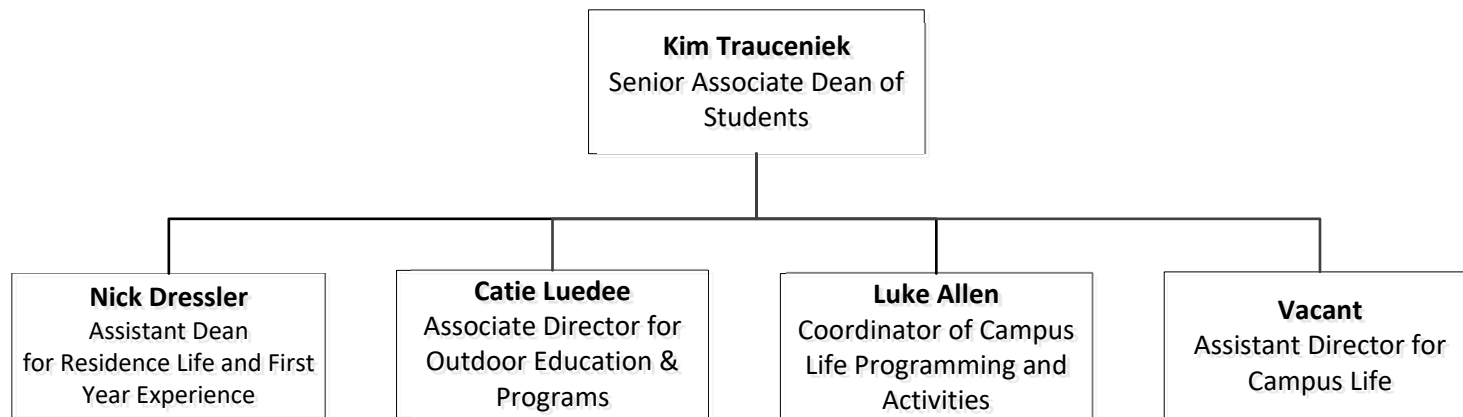 Kim Trauceniek
Senior Associate Dean of
Students
Nick Dressler
Assistant Dean
for Residence Life and First
Year Experience
Catie Luedee
Associate Director for
Outdoor Education &
Programs
Luke Allen
Coordinator of Campus
Life Programming and
Activities
Vacant
Assistant Director for
Campus Life